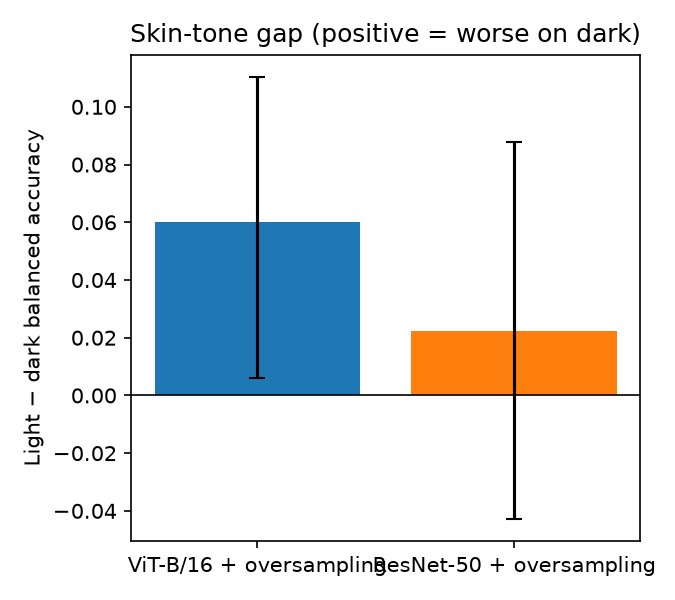 Skin-tone gap (positive = worse on dark)
Light − dark balanced accuracy
0.10
0.08
0.06
0.04
0.02
0.00
−0.02
−0.04
ViT-B/16 + oversampling
ResNet-50 + oversampling